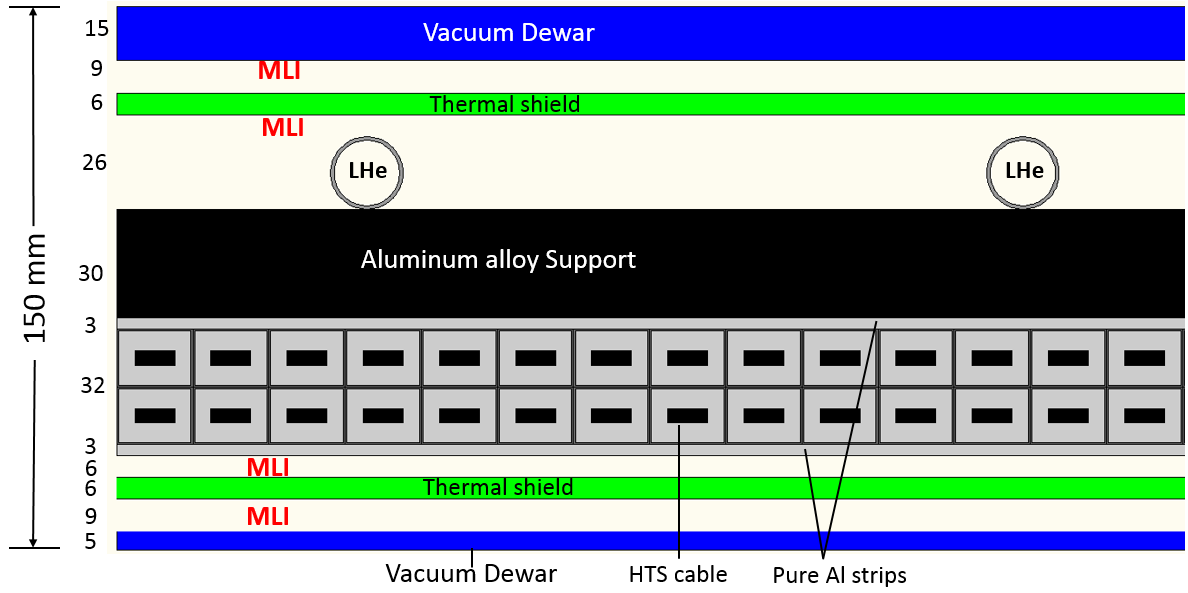 15
Vacuum Dewar
9
MLI
6
Thermal shield
MLI
26
LHe
LHe
Aluminum alloy Support
30
150 mm
3
32
3
6
MLI
6
Thermal shield
9
MLI
5
Vacuum Dewar
HTS cable
Pure Al strips